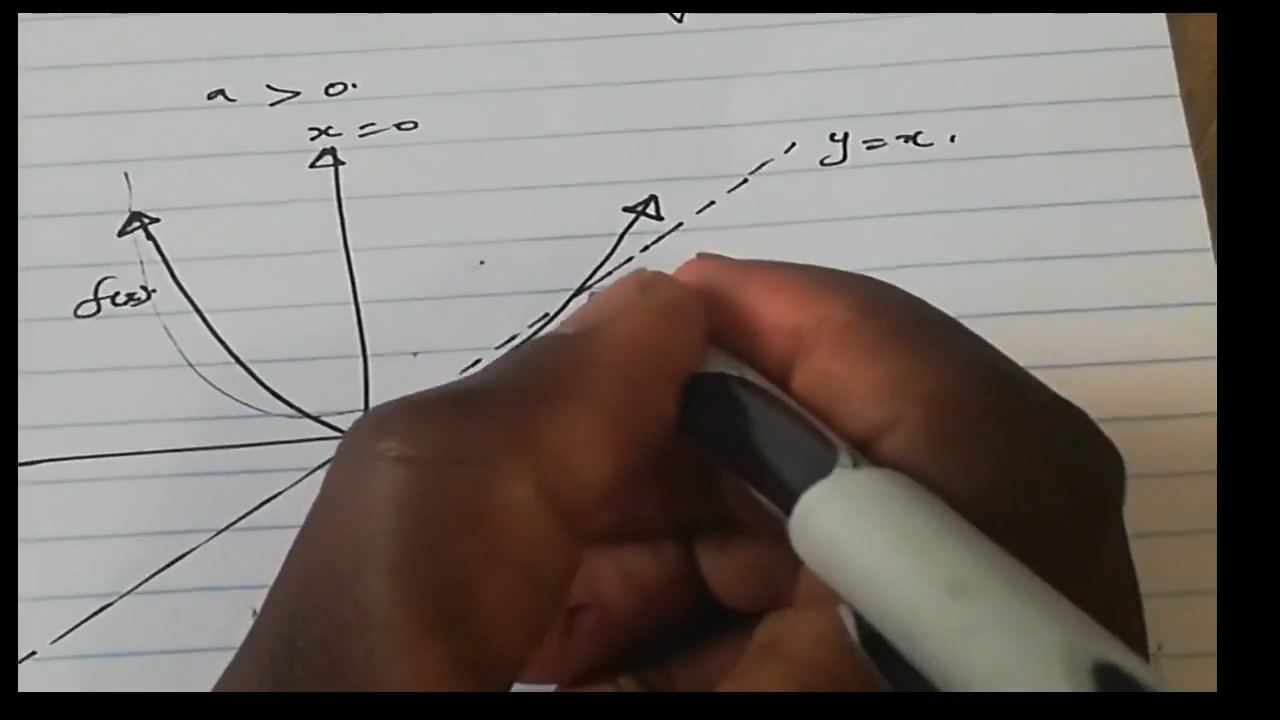 a > 0.
x = 0
y = x.
f(x).